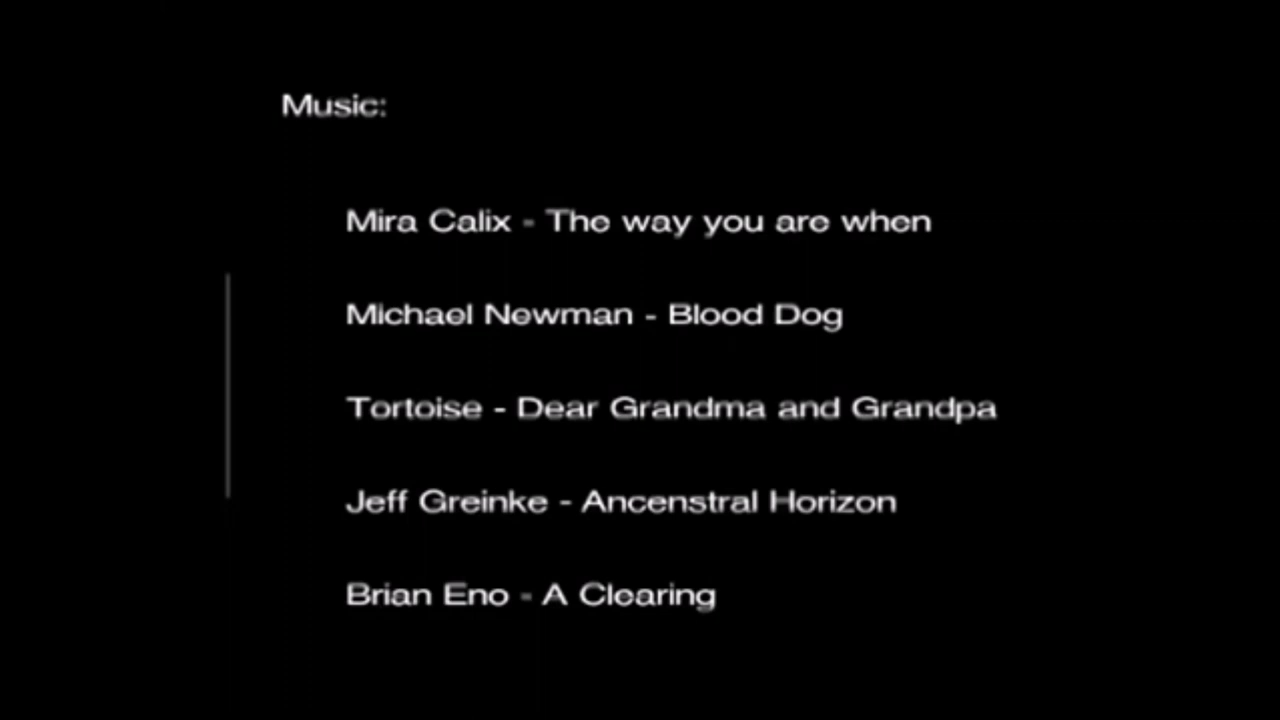 Music:
Mira Calix - The way you are when
Michael Newman - Blood Dog
Tortoise - Dear Grandma and Grandpa
Jeff Greinke - Ancenstral Horizon
Brian Eno - A Clearing